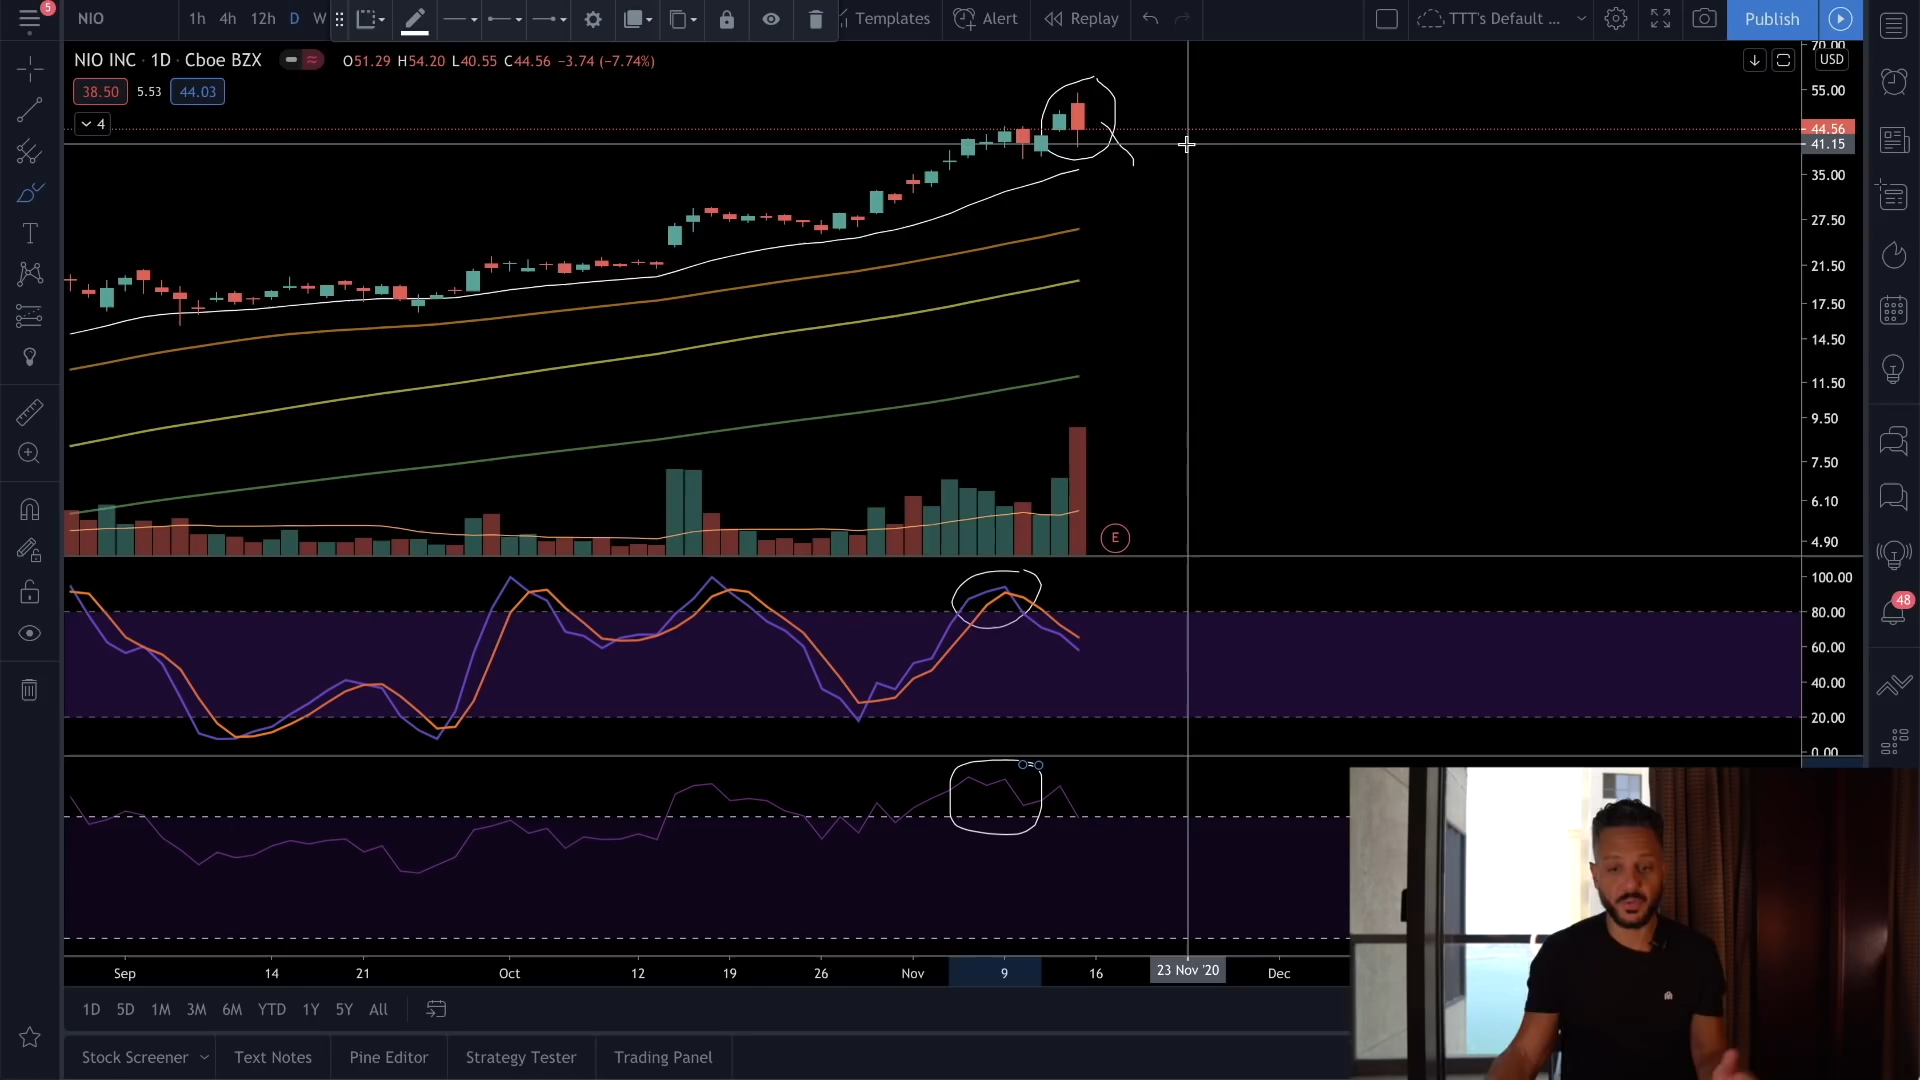 5
NIO 1h 4h 12h D W Templates Alert Replay TTT's Default ... Publish
NIO INC · 1D · Cboe BZX O51.29 H54.20 L40.55 C44.56 −3.74 (−7.74%)
38.50 5.53 44.03
4
70.00
USD
55.00
44.56
41.15
35.00
27.50
21.50
17.50
14.50
11.50
9.50
7.50
6.10
4.90
E
100.00
80.00
60.00
40.00
20.00
0.00
48
Sep 14 21 Oct 12 19 26 Nov 9 16 23 Nov '20 Dec
1D 5D 1M 3M 6M YTD 1Y 5Y All
Stock Screener Text Notes Pine Editor Strategy Tester Trading Panel